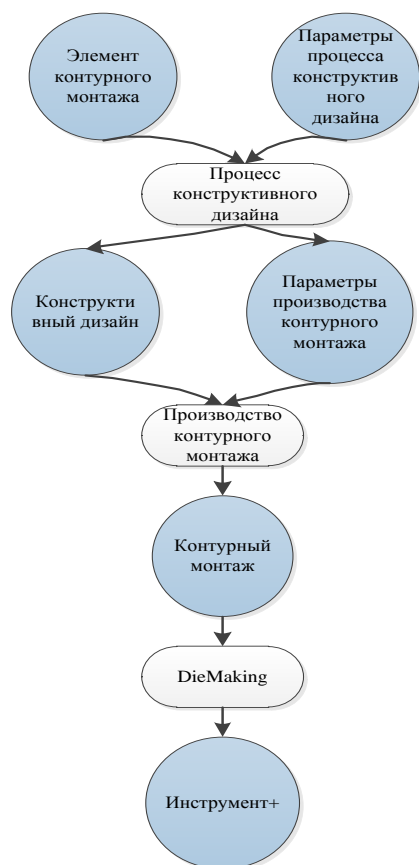 Элемент
контурного
монтажа
Параметры
процесса
конструктив
ного
дизайна
Процесс
конструктивного
дизайна
Конструкти
вный дизайн
Параметры
производства
контурного
монтажа
Производство
контурного
монтажа
Контурный
монтаж
DieMaking
Инструмент+